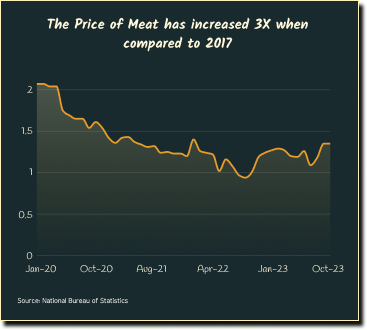 The Price of Meat has increased 3X when
compared to 2017
2
1.5
1
0.5
0
Jan-20 Oct-20 Aug-21 Apr-22 Jan-23 Oct-23
Source: National Bureau of Statistics